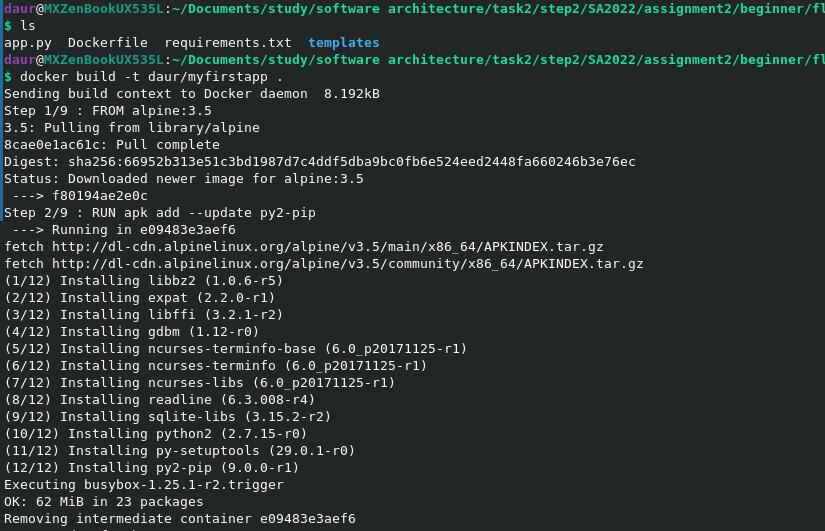 daur@MXZenBookUX535L:~/Documents/study/software architecture/task2/step2/SA2022/assignment2/beginner/fl
$ ls
app.py  Dockerfile  requirements.txt  templates
daur@MXZenBookUX535L:~/Documents/study/software architecture/task2/step2/SA2022/assignment2/beginner/fl
$ docker build -t daur/myfirstapp .
Sending build context to Docker daemon  8.192kB
Step 1/9 : FROM alpine:3.5
3.5: Pulling from library/alpine
8cae0e1ac61c: Pull complete
Digest: sha256:66952b313e51c3bd1987d7c4ddf5dba9bc0fb6e524eed2448fa660246b3e76ec
Status: Downloaded newer image for alpine:3.5
 ---> f80194ae2e0c
Step 2/9 : RUN apk add --update py2-pip
 ---> Running in e09483e3aef6
fetch http://dl-cdn.alpinelinux.org/alpine/v3.5/main/x86_64/APKINDEX.tar.gz
fetch http://dl-cdn.alpinelinux.org/alpine/v3.5/community/x86_64/APKINDEX.tar.gz
(1/12) Installing libbz2 (1.0.6-r5)
(2/12) Installing expat (2.2.0-r1)
(3/12) Installing libffi (3.2.1-r2)
(4/12) Installing gdbm (1.12-r0)
(5/12) Installing ncurses-terminfo-base (6.0_p20171125-r1)
(6/12) Installing ncurses-terminfo (6.0_p20171125-r1)
(7/12) Installing ncurses-libs (6.0_p20171125-r1)
(8/12) Installing readline (6.3.008-r4)
(9/12) Installing sqlite-libs (3.15.2-r2)
(10/12) Installing python2 (2.7.15-r0)
(11/12) Installing py-setuptools (29.0.1-r0)
(12/12) Installing py2-pip (9.0.0-r1)
Executing busybox-1.25.1-r2.trigger
OK: 62 MiB in 23 packages
Removing intermediate container e09483e3aef6